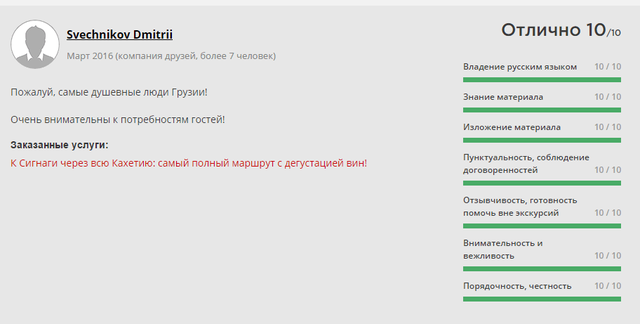 Svechnikov Dmitrii
Март 2016 (компания друзей, более 7 человек)
Пожалуй, самые душевные люди Грузии!
Очень внимательны к потребностям гостей!
Заказанные услуги:
К Сигнаги через всю Кахетию: самый полный маршрут с дегустацией вин!
Отлично 10/10
Владение русским языком 10 / 10
Знание материала 10 / 10
Изложение материала 10 / 10
Пунктуальность, соблюдение
договоренностей 10 / 10
Отзывчивость, готовность
помочь вне экскурсий 10 / 10
Внимательность и
вежливость 10 / 10
Порядочность, честность 10 / 10